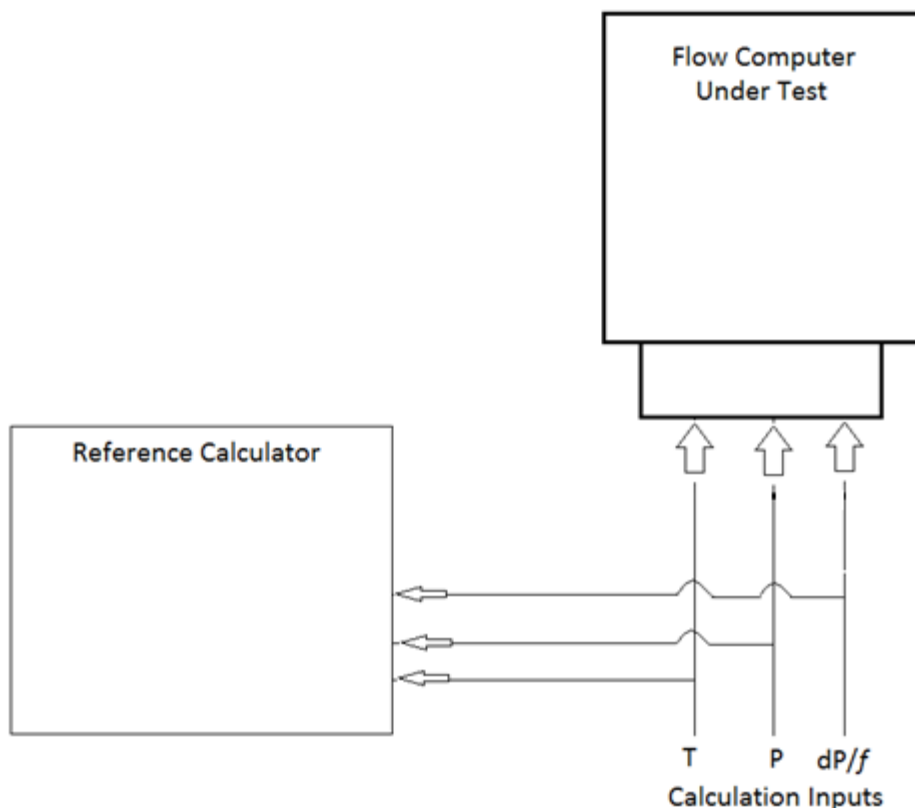 Flow Computer
Under Test
Reference Calculator
T P dP/f
Calculation Inputs